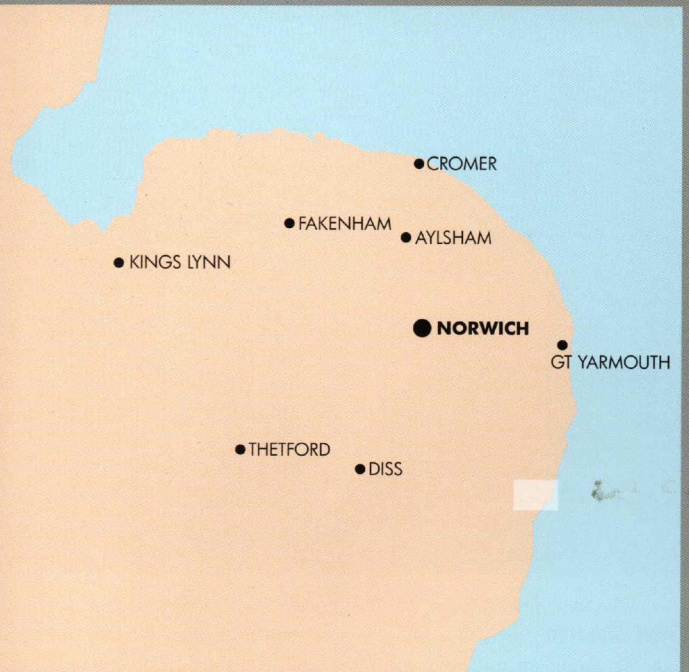 CROMER
FAKENHAM
AYLSHAM
KINGS LYNN
NORWICH
GT YARMOUTH
THETFORD
DISS